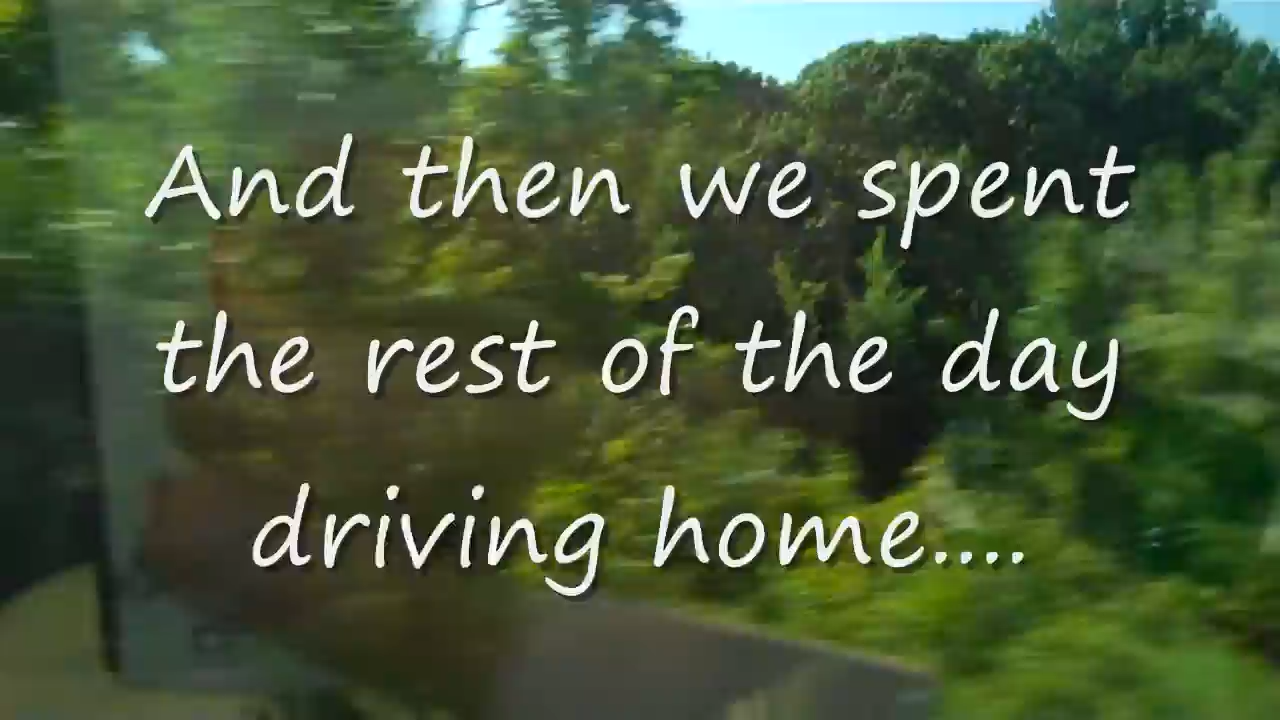 And then we spent
the rest of the day
driving home....